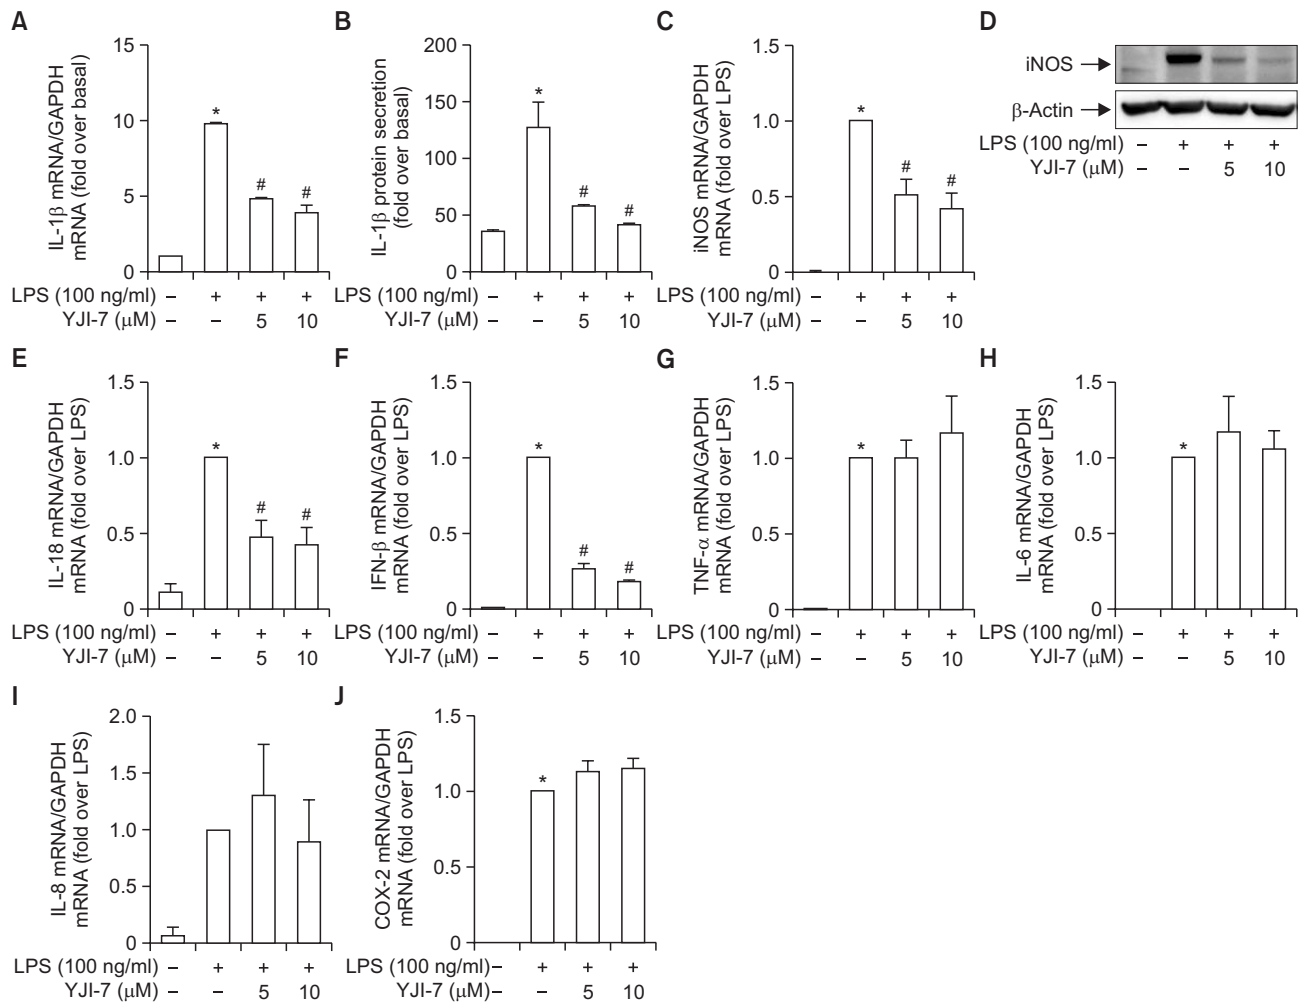 A
IL-1β mRNA/GAPDH
mRNA (fold over basal)
15
10
5
0
*
#
#
LPS (100 ng/ml) – + + +
YJI-7 (μM) – – 5 10
B
IL-1β protein secretion
(fold over basal)
200
150
100
50
0
*
#
#
LPS (100 ng/ml) – + + +
YJI-7 (μM) – – 5 10
C
iNOS mRNA/GAPDH
mRNA (fold over LPS)
1.5
1.0
0.5
0
*
#
#
LPS (100 ng/ml) – + + +
YJI-7 (μM) – – 5 10
D
iNOS
β-Actin
LPS (100 ng/ml) – + + +
YJI-7 (μM) – – 5 10
E
IL-18 mRNA/GAPDH
mRNA (fold over LPS)
1.5
1.0
0.5
0
*
#
#
LPS (100 ng/ml) – + + +
YJI-7 (μM) – – 5 10
F
IFN-β mRNA/GAPDH
mRNA (fold over LPS)
1.5
1.0
0.5
0
*
#
#
LPS (100 ng/ml) – + + +
YJI-7 (μM) – – 5 10
G
TNF-α mRNA/GAPDH
mRNA (fold over LPS)
1.5
1.0
0.5
0
*
LPS (100 ng/ml) – + + +
YJI-7 (μM) – – 5 10
H
IL-6 mRNA/GAPDH
mRNA (fold over LPS)
1.5
1.0
0.5
0
*
LPS (100 ng/ml) – + + +
YJI-7 (μM) – – 5 10
I
IL-8 mRNA/GAPDH
mRNA (fold over LPS)
2.0
1.5
1.0
0.5
0
LPS (100 ng/ml) – + + +
YJI-7 (μM) – – 5 10
J
COX-2 mRNA/GAPDH
mRNA (fold over LPS)
1.5
1.0
0.5
0
*
LPS (100 ng/ml) – + + +
YJI-7 (μM) – – 5 10